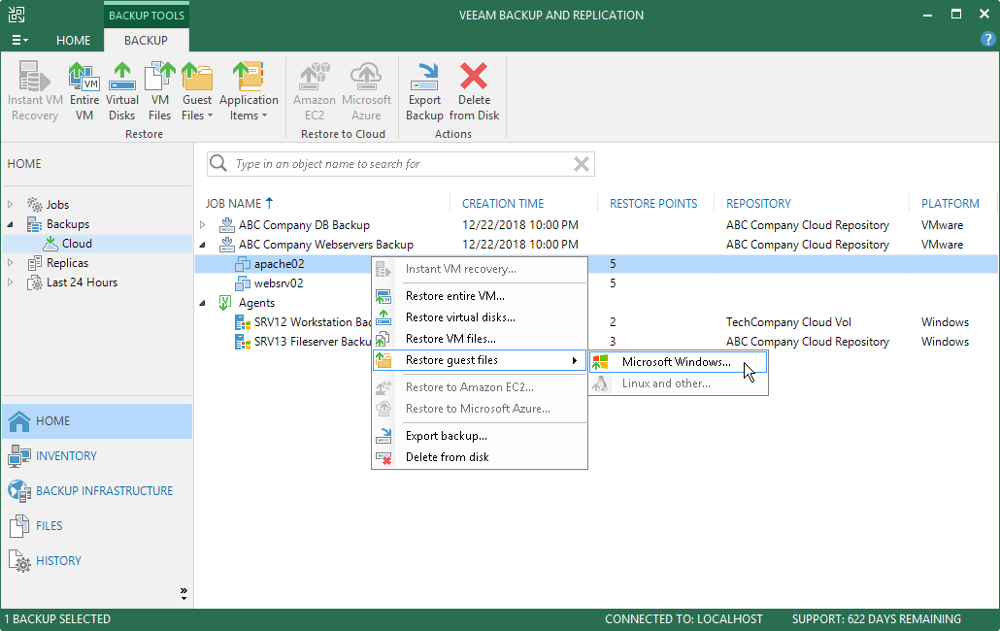 BACKUP TOOLS
VEEAM BACKUP AND REPLICATION
HOME
BACKUP
?
Instant VM Recovery
Entire VM
Virtual Disks
VM Files
Guest Files
Application Items
Restore
Amazon EC2
Microsoft Azure
Restore to Cloud
Export Backup
Delete from Disk
Actions
HOME
Jobs
Backups
Cloud
Replicas
Last 24 Hours
HOME
INVENTORY
BACKUP INFRASTRUCTURE
FILES
HISTORY
Type in an object name to search for
JOB NAME CREATION TIME RESTORE POINTS REPOSITORY PLATFORM
ABC Company DB Backup 12/22/2018 10:00 PM ABC Company Cloud Repository VMware
ABC Company Webservers Backup 12/22/2018 10:00 PM ABC Company Cloud Repository VMware
apache02 5
websrv02 5
Agents
SRV12 Workstation 2 TechCompany Cloud Vol Windows
SRV13 Fileserver 3 ABC Company Cloud Repository Windows
Instant VM recovery...
Restore entire VM...
Restore virtual disks...
Restore VM files...
Restore guest files
Restore to Amazon EC2...
Restore to Microsoft Azure...
Export backup...
Delete from disk
Microsoft Windows...
Linux and other...
1 BACKUP SELECTED
CONNECTED TO: LOCALHOST
SUPPORT: 622 DAYS REMAINING